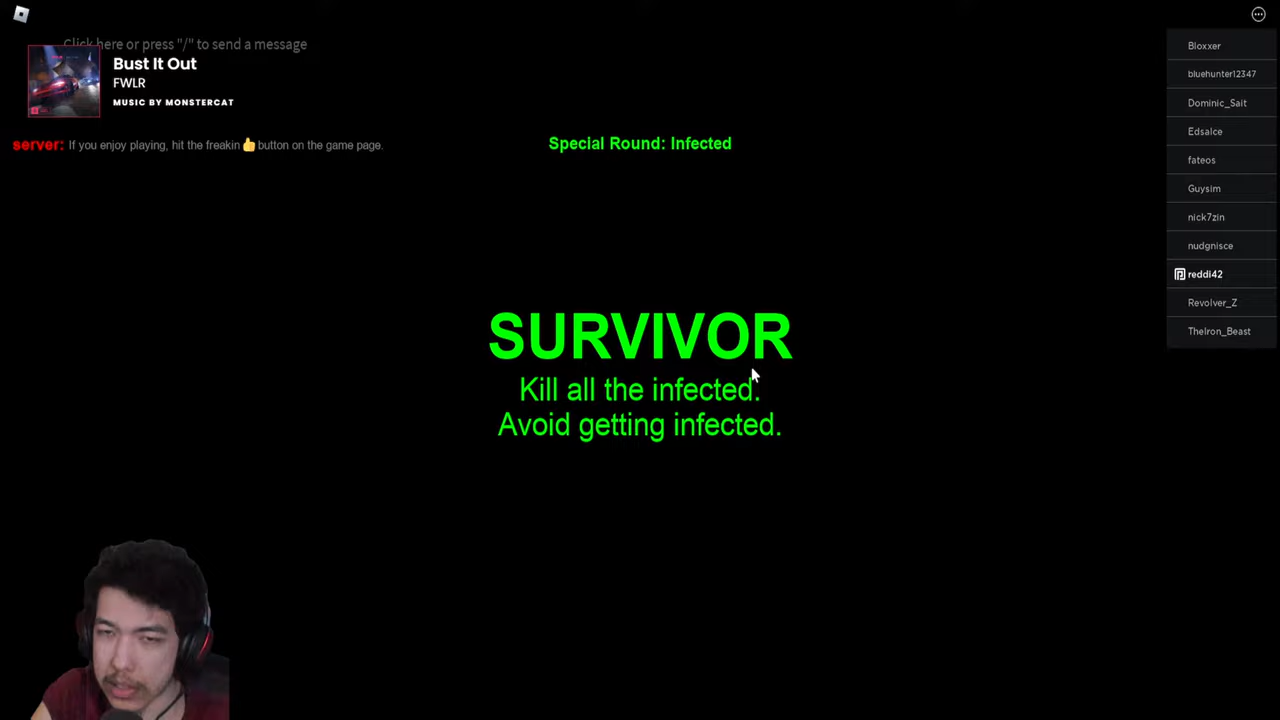 Click here or press "/" to send a message
Bust It Out
FWLR
MUSIC BY MONSTERCAT
server: If you enjoy playing, hit the freakin 👍 button on the game page.
Special Round: Infected
SURVIVOR
Kill all the infected.
Avoid getting infected.
Bloxxer
bluehunter12347
Dominic_Sait
Edsalce
fateos
Guysim
nick7zin
nudgnisce
reddi42
Revolver_Z
TheIron_Beast